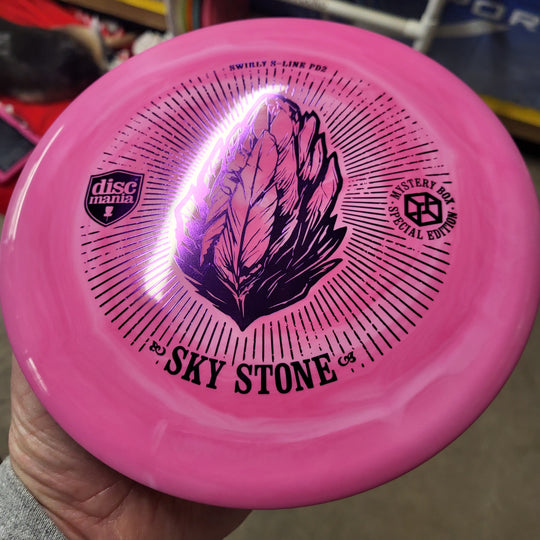 SWIRLY S-LINE PD2
disc
mania
MYSTERY BOX
SPECIAL EDITION
SKY STONE